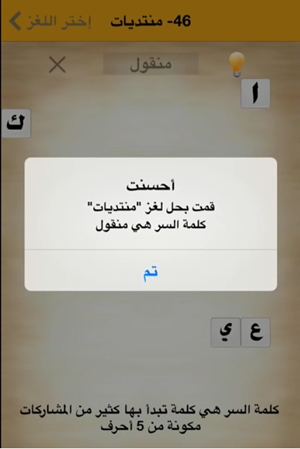 إختر اللغز
46- منتديات
منقول
ا
ك
أحسنت
قمت بحل لغز "منتديات"
كلمة السر هي منقول
تم
ي ع
كلمة السر هي كلمة تبدأ بها كثير من المشاركات
مكونة من 5 أحرف